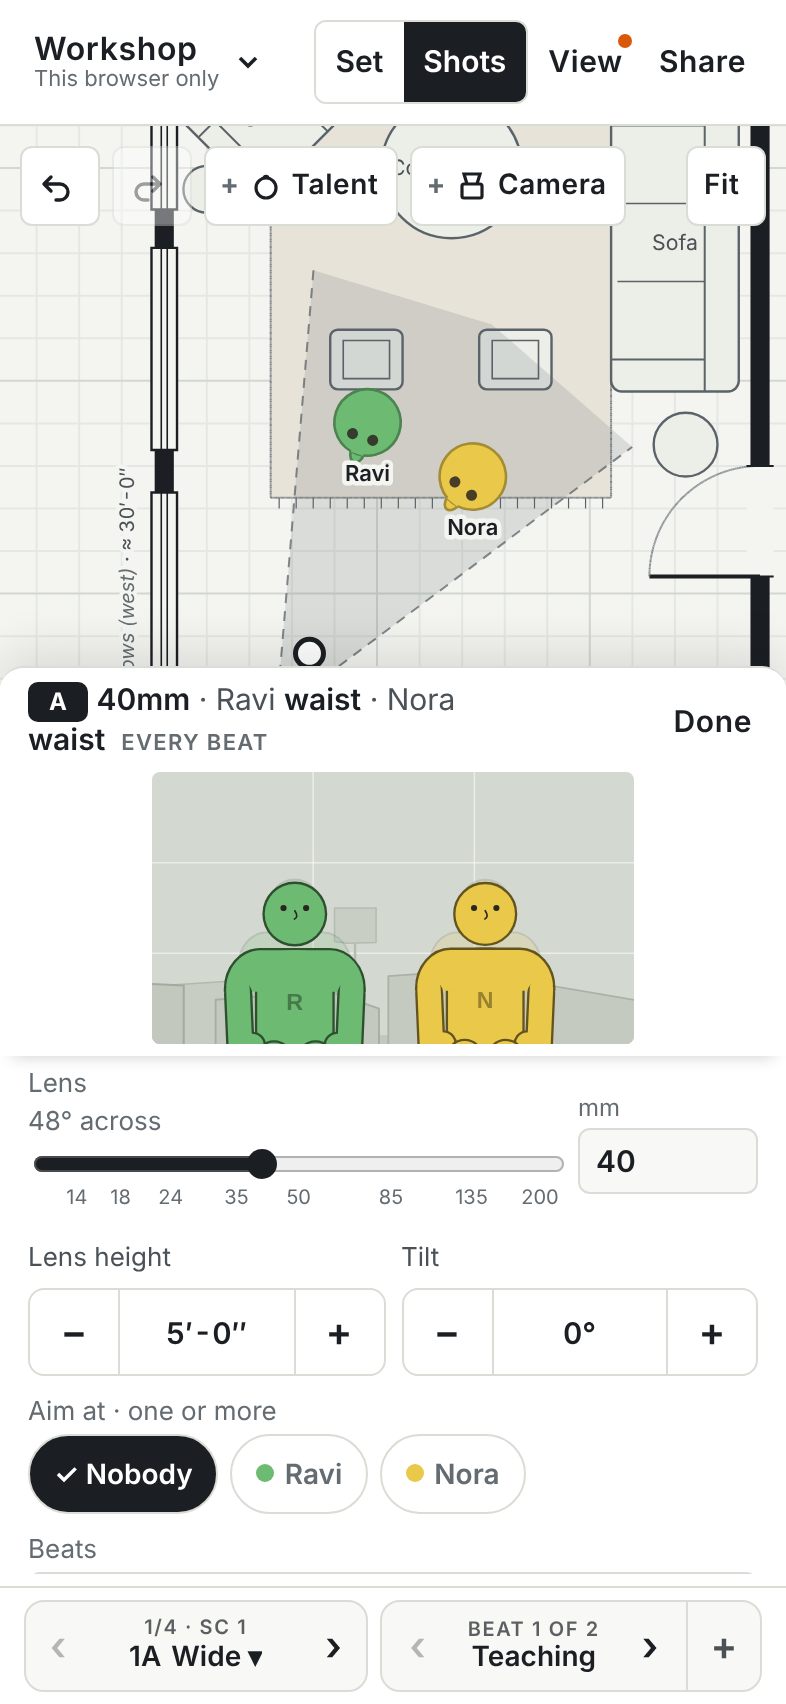 Workshop
This browser only
Set
Shots
View
Share
+ Talent
+ Camera
Fit
Sofa
Ravi
Nora
(west) · ≈ 30′-0″
A 40mm · Ravi waist · Nora
waist EVERY BEAT
Done
R
N
Lens
48° across
mm
40
14 18 24 35 50 85 135 200
Lens height
Tilt
− 5′-0″ +
− 0° +
Aim at · one or more
✓ Nobody
Ravi
Nora
Beats
‹ 1/4 · SC 1 ›
1A Wide ▾
‹ BEAT 1 OF 2 › +
Teaching